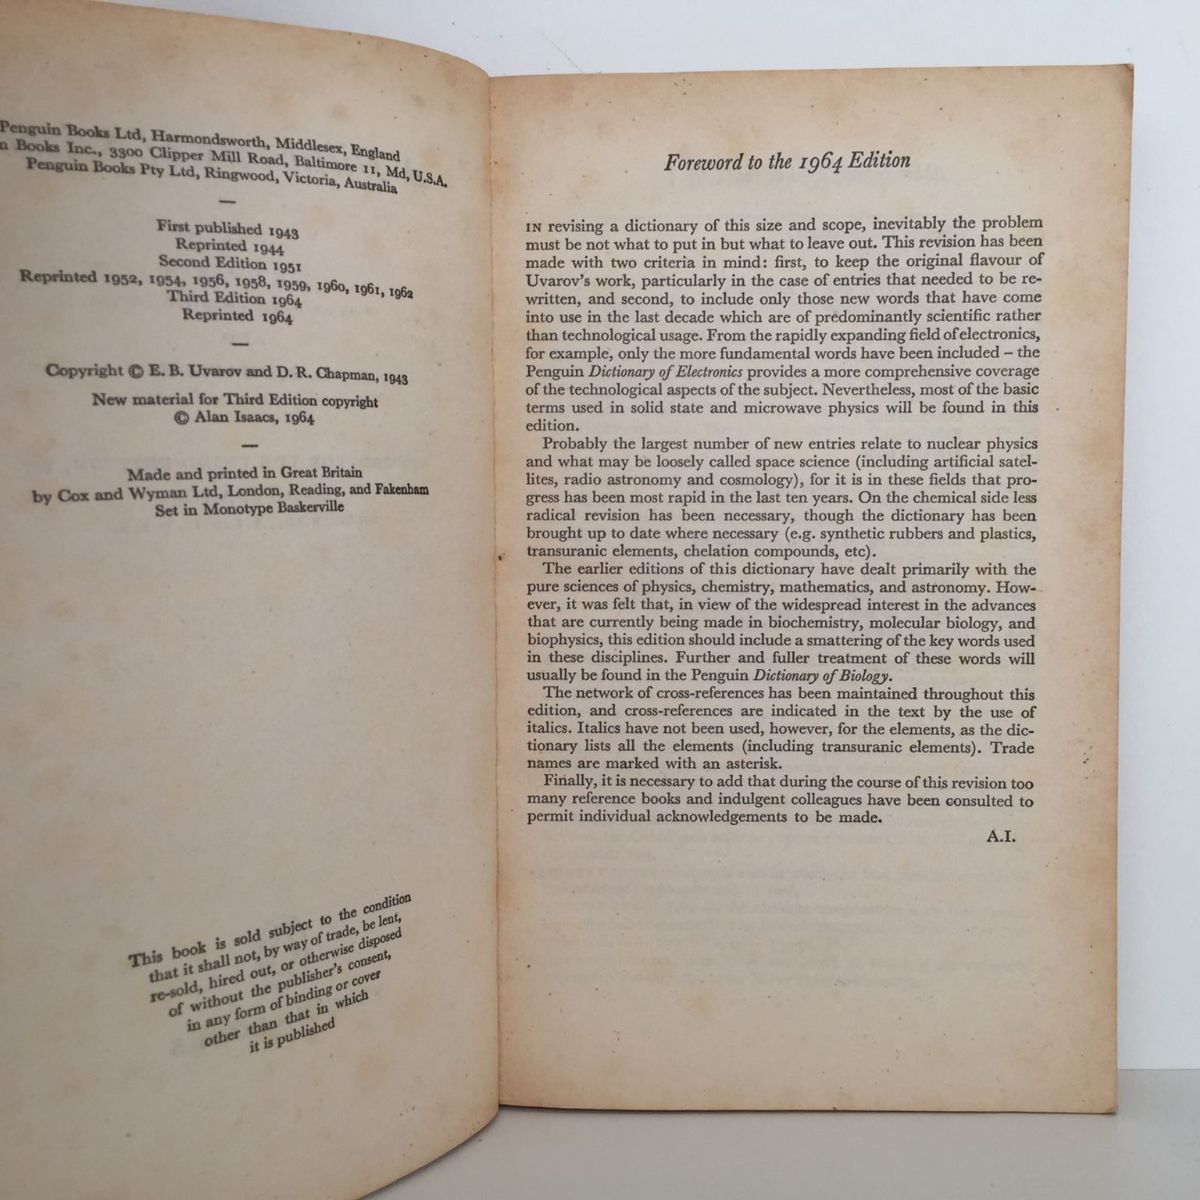 Penguin Books Ltd, Harmondsworth, Middlesex, England
Books Inc., 3300 Clipper Mill Road, Baltimore 11, Md, U.S.A.
Penguin Books Pty Ltd, Ringwood, Victoria, Australia
—
First published 1943
Reprinted 1944
Second Edition 1951
Reprinted 1952, 1954, 1956, 1958, 1959, 1960, 1961, 1962
Third Edition 1964
Reprinted 1964
—
Copyright © E. B. Uvarov and D. R. Chapman, 1943
New material for Third Edition copyright
© Alan Isaacs, 1964
—
Made and printed in Great Britain
by Cox and Wyman Ltd, London, Reading, and Fakenham
Set in Monotype Baskerville
This book is sold subject to the condition
that it shall not, by way of trade, be lent,
re-sold, hired out, or otherwise disposed
of without the publisher's consent,
in any form of binding or cover
other than that in which
it is published
Foreword to the 1964 Edition
IN revising a dictionary of this size and scope, inevitably the problem
must be not what to put in but what to leave out. This revision has been
made with two criteria in mind: first, to keep the original flavour of
Uvarov's work, particularly in the case of entries that needed to be re-
written, and second, to include only those new words that have come
into use in the last decade which are of predominantly scientific rather
than technological usage. From the rapidly expanding field of electronics,
for example, only the more fundamental words have been included – the
Penguin Dictionary of Electronics provides a more comprehensive coverage
of the technological aspects of the subject. Nevertheless, most of the basic
terms used in solid state and microwave physics will be found in this
edition.
Probably the largest number of new entries relate to nuclear physics
and what may be loosely called space science (including artificial satel-
lites, radio astronomy and cosmology), for it is in these fields that pro-
gress has been most rapid in the last ten years. On the chemical side less
radical revision has been necessary, though the dictionary has been
brought up to date where necessary (e.g. synthetic rubbers and plastics,
transuranic elements, chelation compounds, etc).
The earlier editions of this dictionary have dealt primarily with the
pure sciences of physics, chemistry, mathematics, and astronomy. How-
ever, it was felt that, in view of the widespread interest in the advances
that are currently being made in biochemistry, molecular biology, and
biophysics, this edition should include a smattering of the key words used
in these disciplines. Further and fuller treatment of these words will
usually be found in the Penguin Dictionary of Biology.
The network of cross-references has been maintained throughout this
edition, and cross-references are indicated in the text by the use of
italics. Italics have not been used, however, for the elements, as the dic-
tionary lists all the elements (including transuranic elements). Trade
names are marked with an asterisk.
Finally, it is necessary to add that during the course of this revision too
many reference books and indulgent colleagues have been consulted to
permit individual acknowledgements to be made.
A.I.